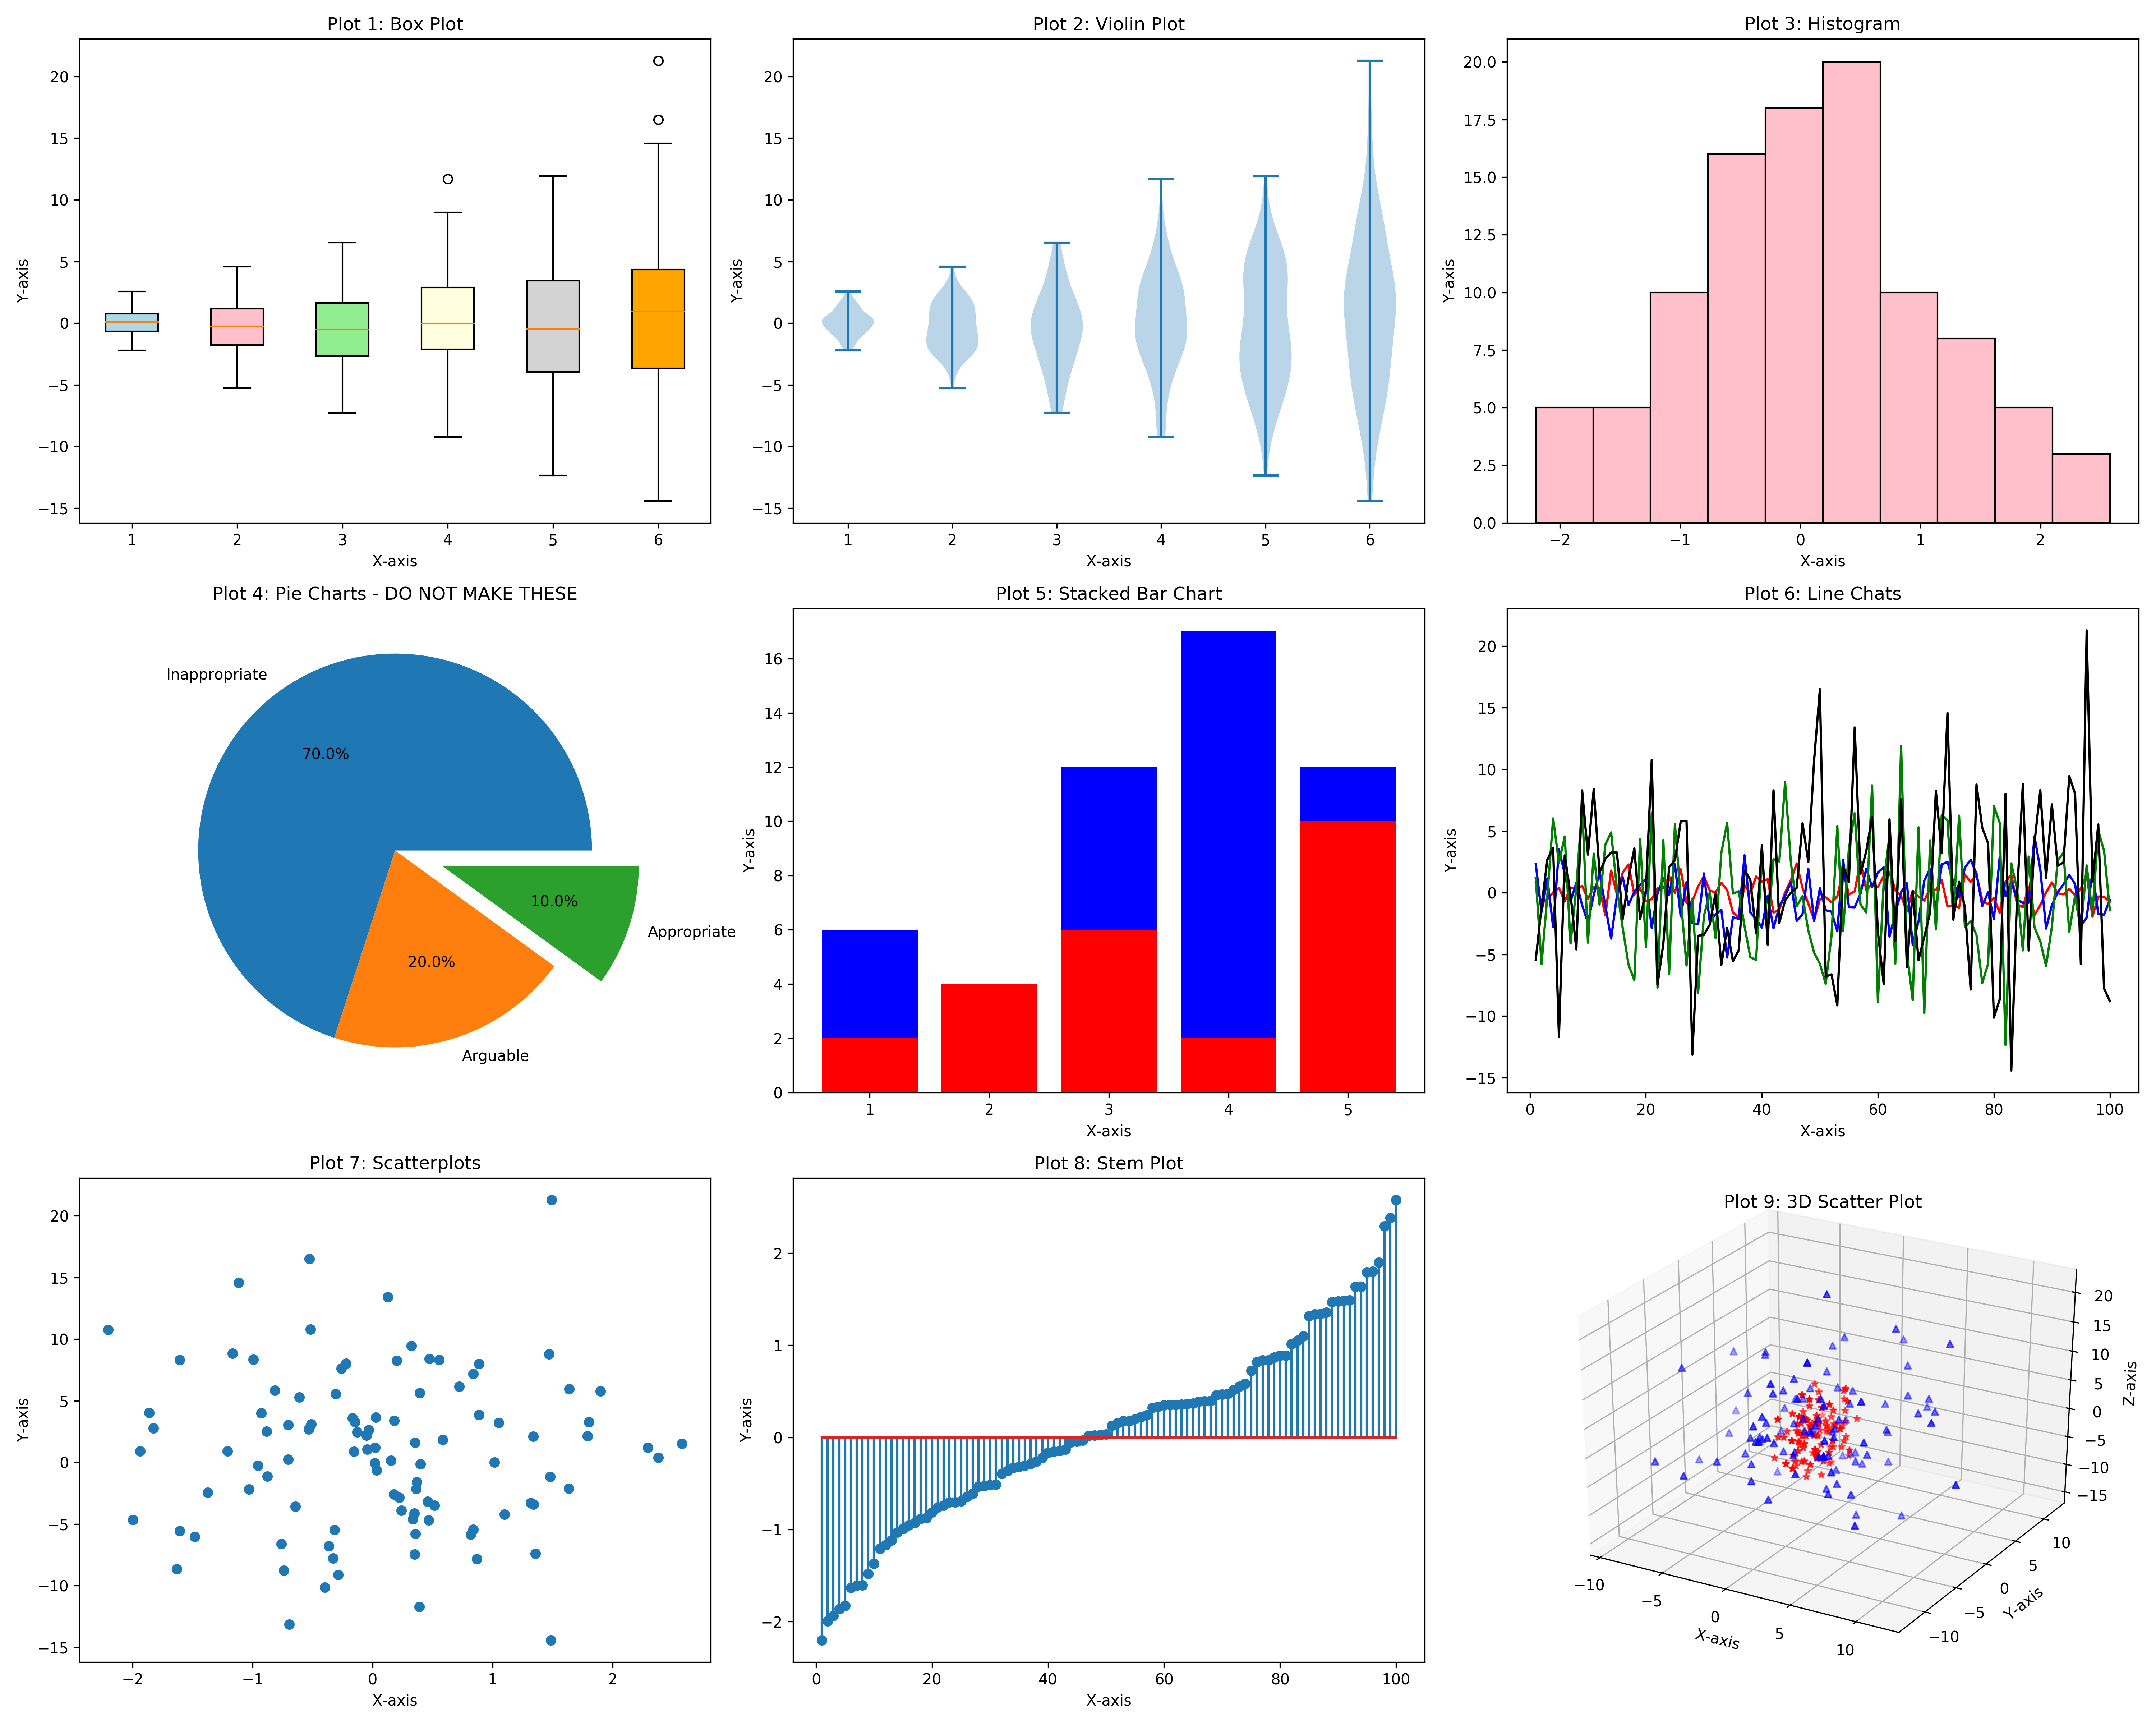 Plot 1: Box Plot
Y-axis
20
15
10
5
0
−5
−10
−15
1 2 3 4 5 6
X-axis
Plot 2: Violin Plot
Y-axis
20
15
10
5
0
−5
−10
−15
1 2 3 4 5 6
X-axis
Plot 3: Histogram
Y-axis
20.0
17.5
15.0
12.5
10.0
7.5
5.0
2.5
0.0
−2 −1 0 1 2
X-axis
Plot 4: Pie Charts - DO NOT MAKE THESE
Inappropriate
70.0%
10.0%
Appropriate
20.0%
Arguable
Plot 5: Stacked Bar Chart
Y-axis
16
14
12
10
8
6
4
2
0
1 2 3 4 5
X-axis
Plot 6: Line Chats
Y-axis
20
15
10
5
0
−5
−10
−15
0 20 40 60 80 100
X-axis
Plot 7: Scatterplots
Y-axis
20
15
10
5
0
−5
−10
−15
−2 −1 0 1 2
X-axis
Plot 8: Stem Plot
Y-axis
2
1
0
−1
−2
0 20 40 60 80 100
X-axis
Plot 9: 3D Scatter Plot
20
15
10
5
0
−5
−10
−15
Z-axis
10
5
0
−5
−10
Y-axis
−10
−5
0
5
10
X-axis